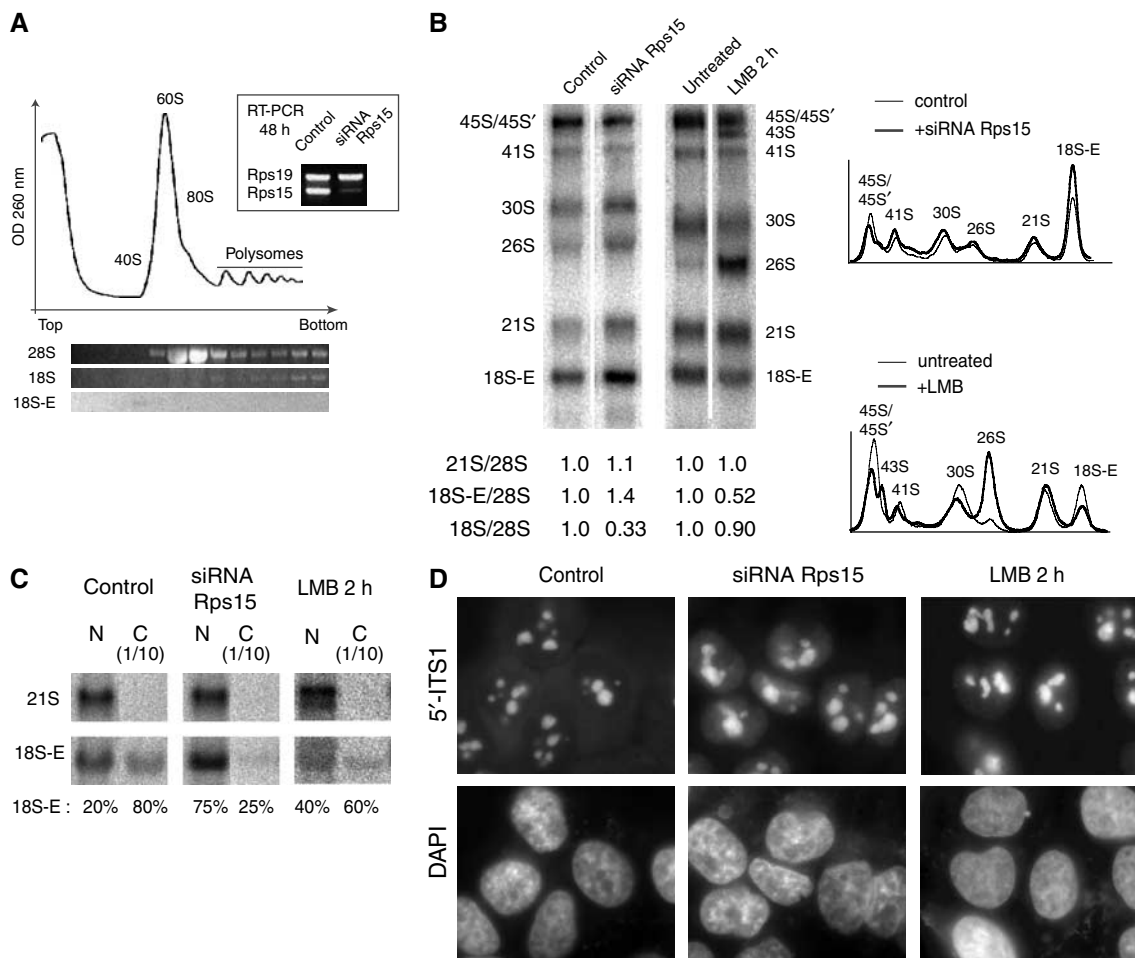 A
OD 260 nm
60S
80S
40S
Polysomes
RT-PCR
48 h
Control
siRNA
Rps15
Rps19
Rps15
Top
Bottom
28S
18S
18S-E
B
Control
siRNA Rps15
Untreated
LMB 2 h
45S/45S′
41S
30S
26S
21S
18S-E
45S/45S′
43S
41S
30S
26S
21S
18S-E
21S/28S 1.0 1.1 1.0 1.0
18S-E/28S 1.0 1.4 1.0 0.52
18S/28S 1.0 0.33 1.0 0.90
control
+siRNA Rps15
45S/
45S′
41S
30S
26S
21S
18S-E
untreated
+LMB
45S/
45S′
43S
41S
30S
26S
21S
18S-E
C
Control
siRNA
Rps15
LMB 2 h
N C N C N C
(1/10) (1/10) (1/10)
21S
18S-E
18S-E : 20% 80% 75% 25% 40% 60%
D
Control
siRNA Rps15
LMB 2 h
5′-ITS1
DAPI